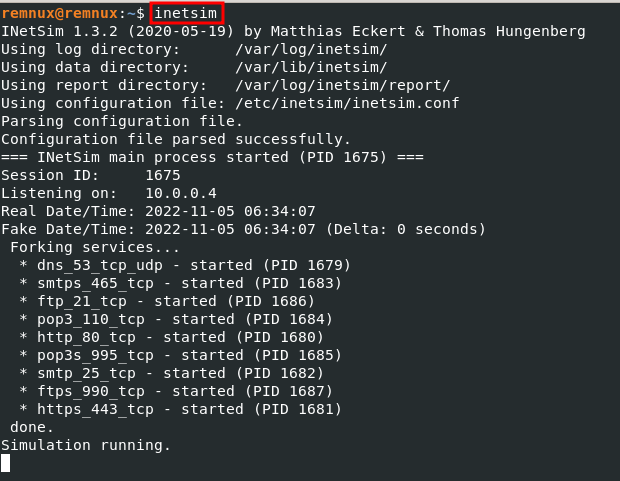 remnux@remnux:~$ inetsim
INetSim 1.3.2 (2020-05-19) by Matthias Eckert & Thomas Hungenberg
Using log directory:      /var/log/inetsim/
Using data directory:     /var/lib/inetsim/
Using report directory:   /var/log/inetsim/report/
Using configuration file: /etc/inetsim/inetsim.conf
Parsing configuration file.
Configuration file parsed successfully.
=== INetSim main process started (PID 1675) ===
Session ID:     1675
Listening on:   10.0.0.4
Real Date/Time: 2022-11-05 06:34:07
Fake Date/Time: 2022-11-05 06:34:07 (Delta: 0 seconds)
 Forking services...
  * dns_53_tcp_udp - started (PID 1679)
  * smtps_465_tcp - started (PID 1683)
  * ftp_21_tcp - started (PID 1686)
  * pop3_110_tcp - started (PID 1684)
  * http_80_tcp - started (PID 1680)
  * pop3s_995_tcp - started (PID 1685)
  * smtp_25_tcp - started (PID 1682)
  * ftps_990_tcp - started (PID 1687)
  * https_443_tcp - started (PID 1681)
 done.
Simulation running.